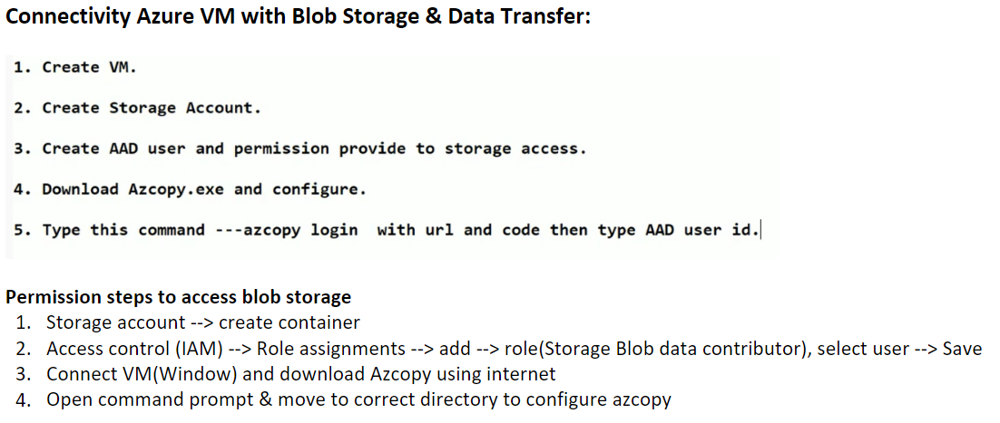 Connectivity Azure VM with Blob Storage & Data Transfer:
1. Create VM.
2. Create Storage Account.
3. Create AAD user and permission provide to storage access.
4. Download Azcopy.exe and configure.
5. Type this command ---azcopy login  with url and code then type AAD user id.
Permission steps to access blob storage
1. Storage account --> create container
2. Access control (IAM) --> Role assignments --> add --> role(Storage Blob data contributor), select user --> Save
3. Connect VM(Window) and download Azcopy using internet
4. Open command prompt & move to correct directory to configure azcopy